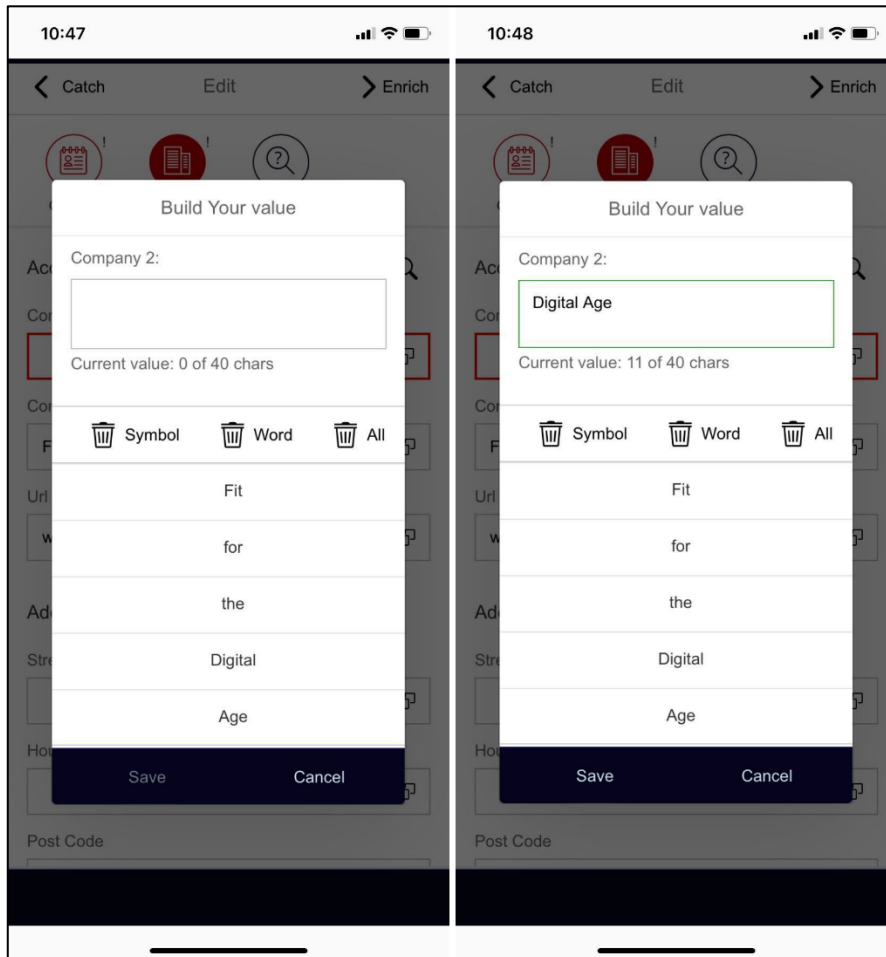 10:47
Catch Edit Enrich
! !
Build Your value
Company 2:
Current value: 0 of 40 chars
Symbol Word All
Fit
for
the
Digital
Age
Save Cancel
Url
Post Code
10:48
Catch Edit Enrich
! !
Build Your value
Company 2:
Digital Age
Current value: 11 of 40 chars
Symbol Word All
Fit
for
the
Digital
Age
Save Cancel
Url
Post Code